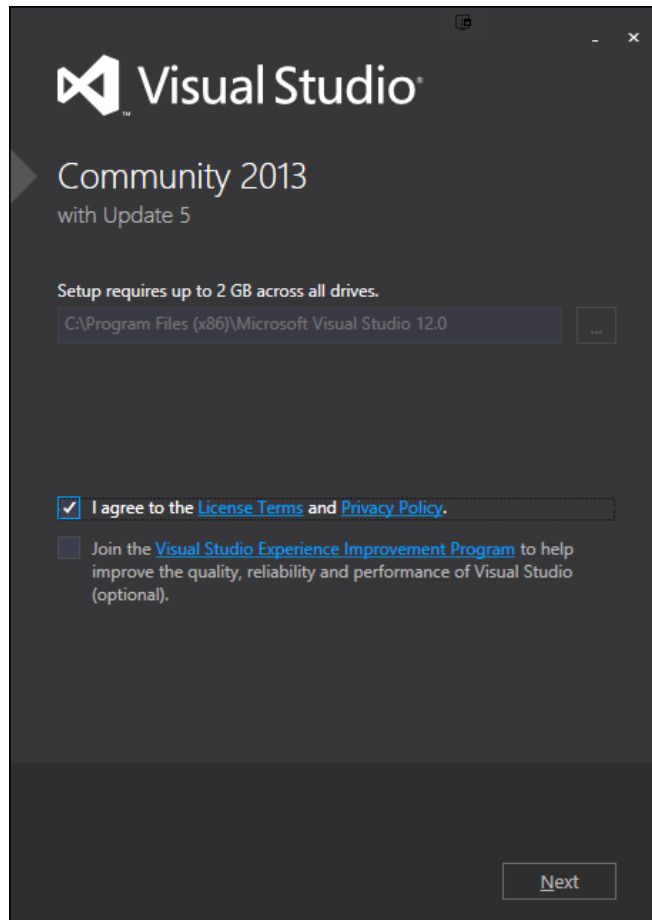 Visual Studio®
™
Community 2013
with Update 5
Setup requires up to 2 GB across all drives.
C:\Program Files (x86)\Microsoft Visual Studio 12.0
...
I agree to the License Terms and Privacy Policy.
Join the Visual Studio Experience Improvement Program to help
improve the quality, reliability and performance of Visual Studio
(optional).
Next